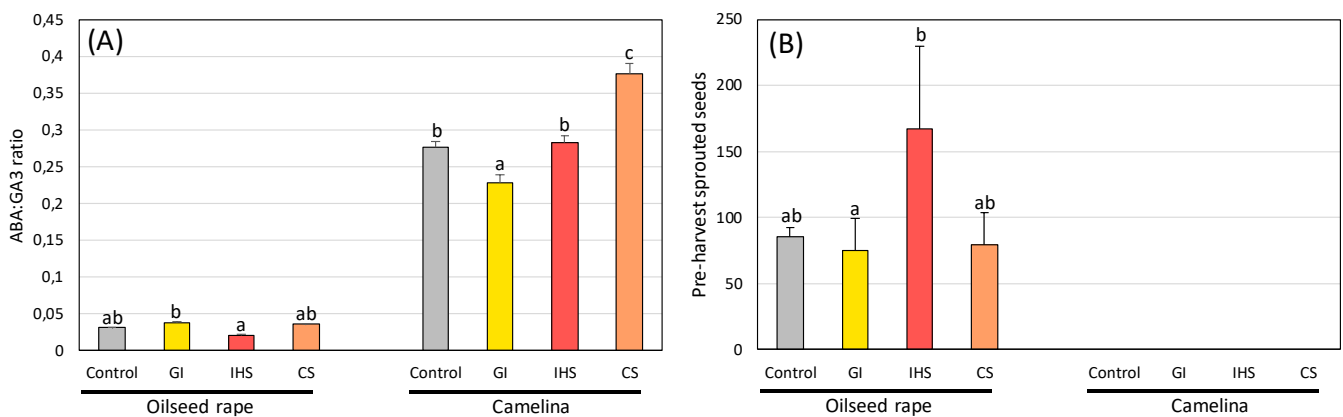 (A)
ABA:GA3 ratio
0,45
0,4
0,35
0,3
0,25
0,2
0,15
0,1
0,05
0
ab
b
a
ab
b
a
b
c
Control GI IHS CS Control GI IHS CS
Oilseed rape Camelina
(B)
Pre-harvest sprouted seeds
250
200
150
100
50
0
ab
a
b
ab
Control GI IHS CS Control GI IHS CS
Oilseed rape Camelina